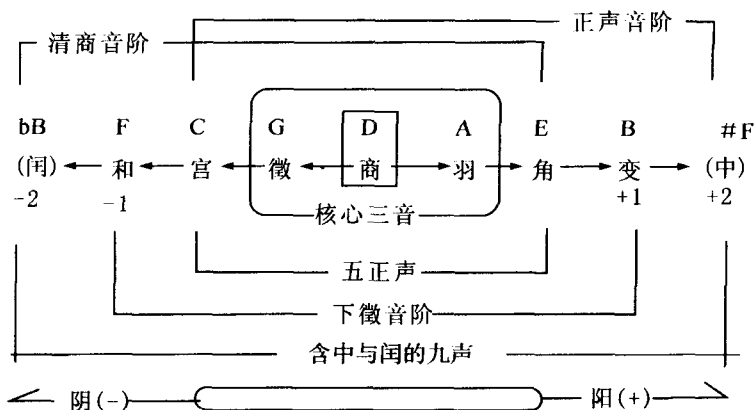 正声音阶
清商音阶
bB F C G D A E B #F
(闰) 和 宫 徵 商 羽 角 变 (中)
-2 -1 +1 +2
核心三音
五正声
下徵音阶
含中与闰的九声
阴(-) 阳(+)